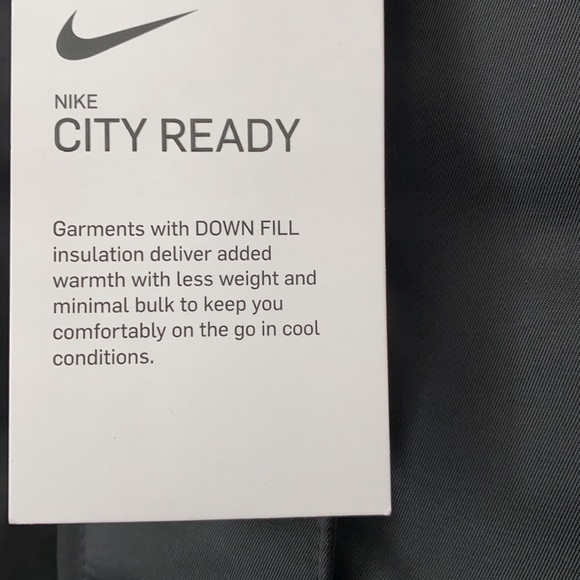 NIKE
CITY READY
Garments with DOWN FILL
insulation deliver added
warmth with less weight and
minimal bulk to keep you
comfortably on the go in cool
conditions.